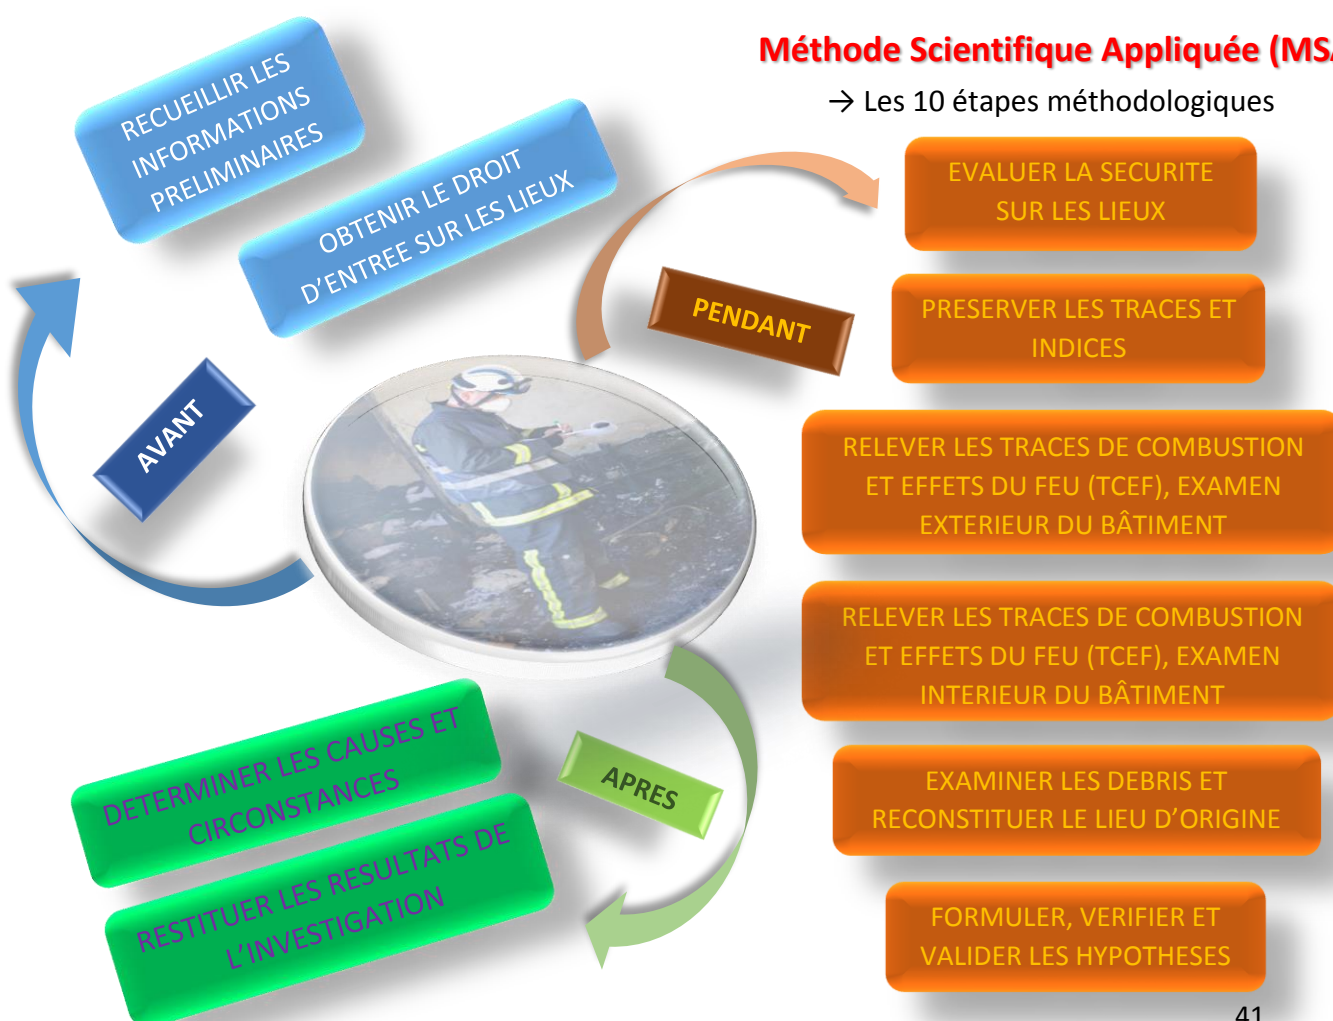 Méthode Scientifique Appliquée (MSA
→ Les 10 étapes méthodologiques
RECUEILLIR LES
INFORMATIONS
PRELIMINAIRES
OBTENIR LE DROIT
D’ENTREE SUR LES LIEUX
AVANT
PENDANT
EVALUER LA SECURITE
SUR LES LIEUX
PRESERVER LES TRACES ET
INDICES
RELEVER LES TRACES DE COMBUSTION
ET EFFETS DU FEU (TCEF), EXAMEN
EXTERIEUR DU BÂTIMENT
RELEVER LES TRACES DE COMBUSTION
ET EFFETS DU FEU (TCEF), EXAMEN
INTERIEUR DU BÂTIMENT
EXAMINER LES DEBRIS ET
RECONSTITUER LE LIEU D’ORIGINE
FORMULER, VERIFIER ET
VALIDER LES HYPOTHESES
APRES
DETERMINER LES CAUSES ET
CIRCONSTANCES
RESTITUER LES RESULTATS DE
L’INVESTIGATION
41